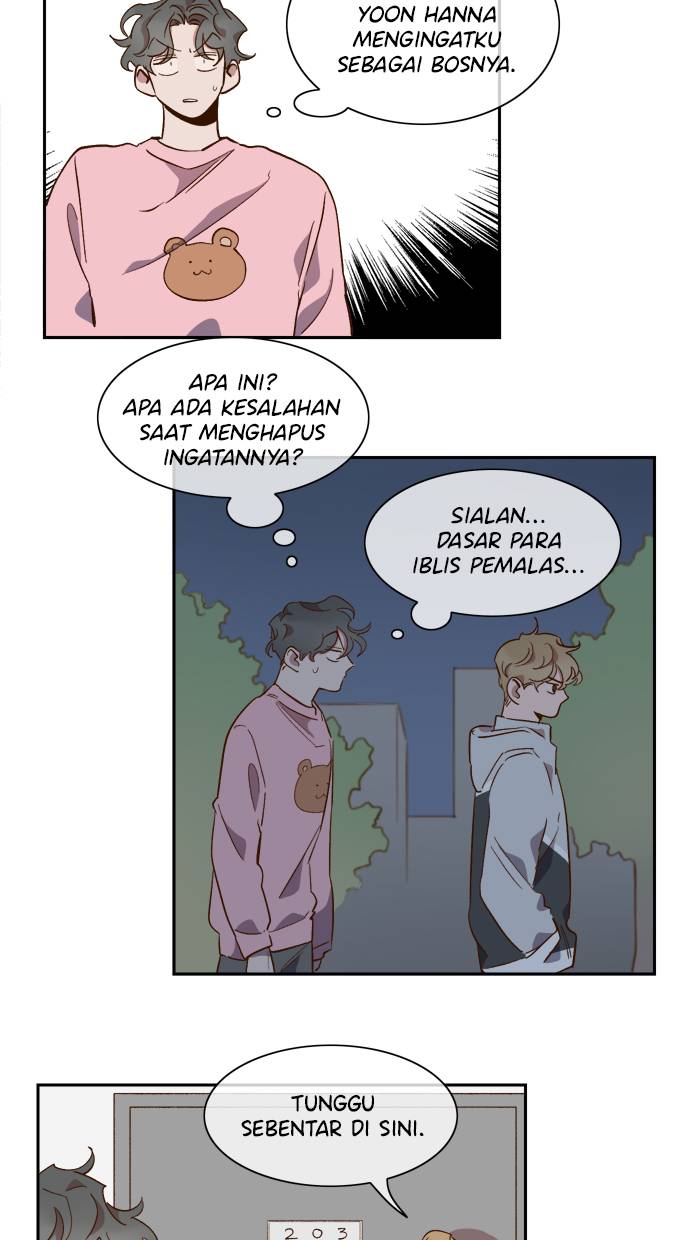 YOON HANNA
MENGINGATKU
SEBAGAI BOSNYA.
APA INI?
APA ADA KESALAHAN
SAAT MENGHAPUS
INGATANNYA?
SIALAN...
DASAR PARA
IBLIS PEMALAS...
TUNGGU
SEBENTAR DI SINI.
203